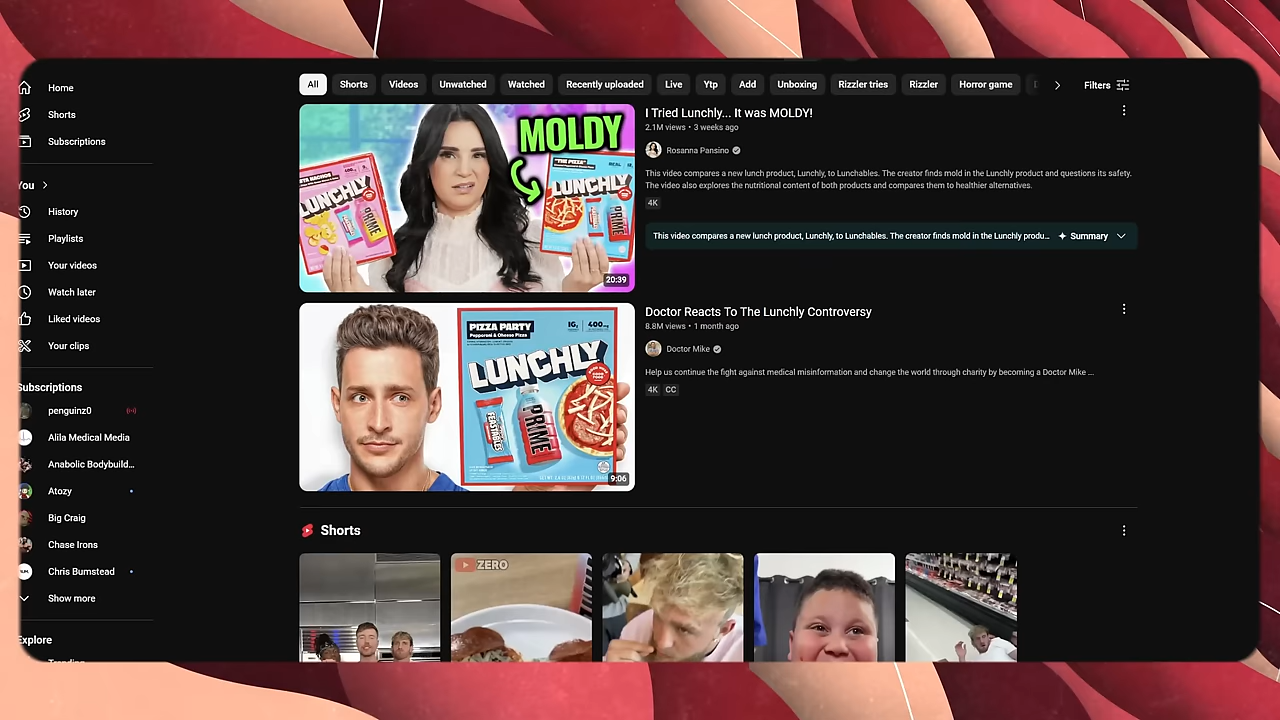 Home
Shorts
Subscriptions
You
History
Playlists
Your videos
Watch later
Liked videos
Your clips
Subscriptions
penguinz0
Alila Medical Media
Anabolic Bodybuild...
Atozy
Big Craig
Chase Irons
Chris Bumstead
Show more
Explore
All
Shorts
Videos
Unwatched
Watched
Recently uploaded
Live
Ytp
Add
Unboxing
Rizzler tries
Rizzler
Horror game
Filters
MOLDY
LUNCHLY
PRIME
"THE PIZZA"
LUNCHLY
PRIME
20:39
I Tried Lunchly... It was MOLDY!
2.1M views • 3 weeks ago
Rosanna Pansino
This video compares a new lunch product, Lunchly, to Lunchables. The creator finds mold in the Lunchly product and questions its safety.
The video also explores the nutritional content of both products and compares them to healthier alternatives.
4K
This video compares a new lunch product, Lunchly, to Lunchables. The creator finds mold in the Lunchly produ...
Summary
PIZZA PARTY
Pepperoni & Cheese Pizza
400mg
LUNCHLY
FEASTABLES
PRIME
9:06
Doctor Reacts To The Lunchly Controversy
8.8M views • 1 month ago
Doctor Mike
Help us continue the fight against medical misinformation and change the world through charity by becoming a Doctor Mike ...
4K CC
Shorts
ZERO